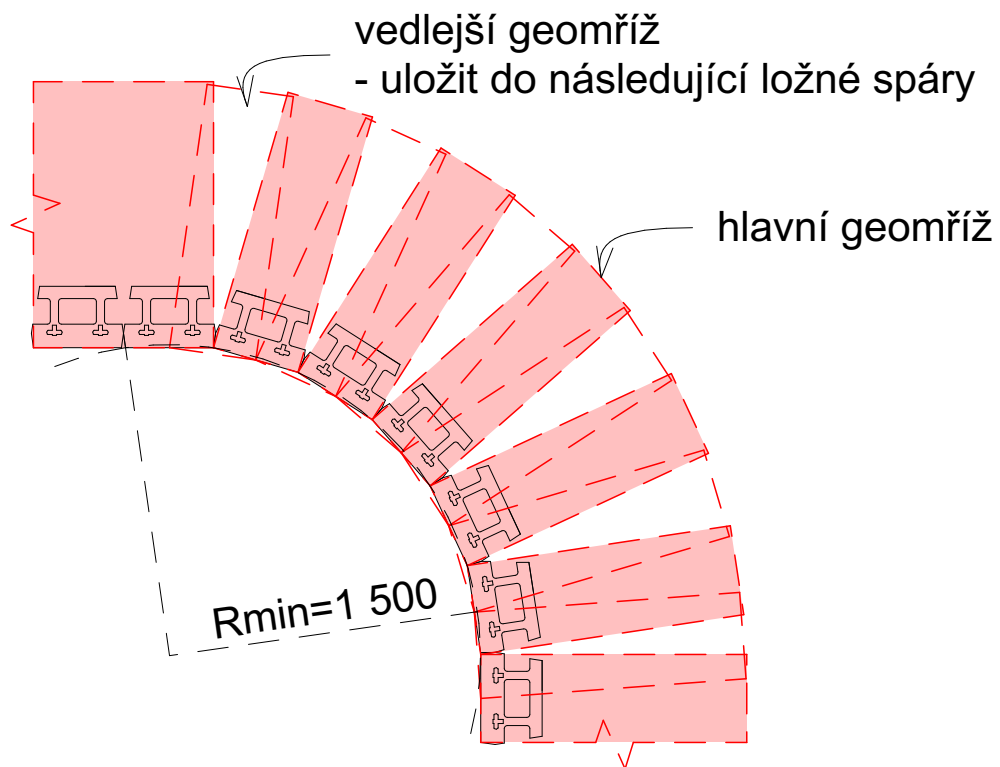 vedlejší geomříž
- uložit do následující ložné spáry
hlavní geomříž
Rmin=1 500